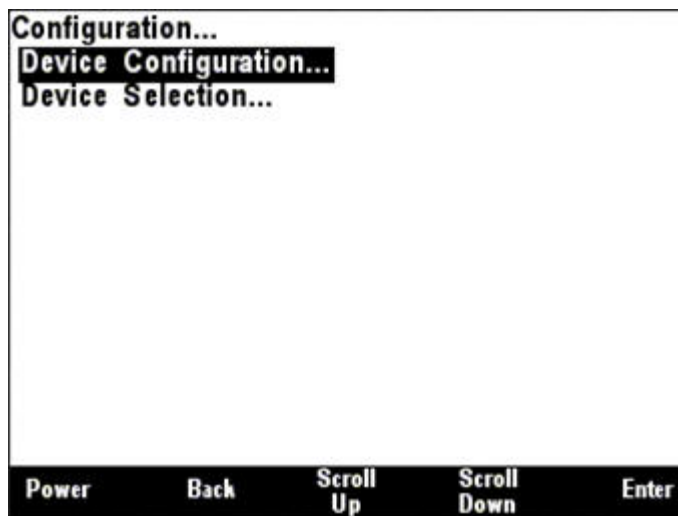 Configuration...
Device Configuration...
Device Selection...
Power
Back
Scroll
Up
Scroll
Down
Enter